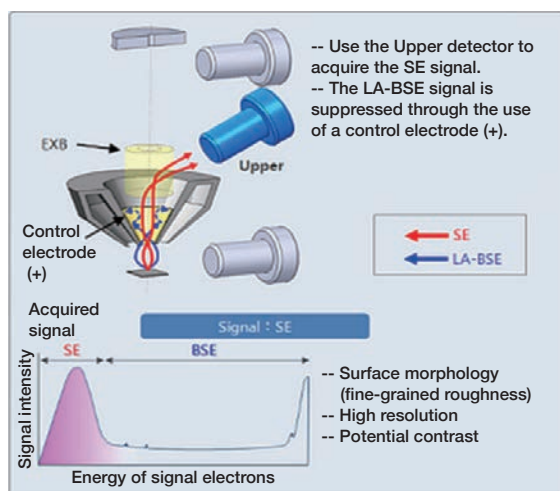 -- Use the Upper detector to
acquire the SE signal.
-- The LA-BSE signal is
suppressed through the use
of a control electrode (+).
EXB
Upper
Control
electrode
(+)
SE
LA-BSE
Acquired
signal
Signal : SE
SE
BSE
Signal intensity
Energy of signal electrons
-- Surface morphology
(fine-grained roughness)
-- High resolution
-- Potential contrast